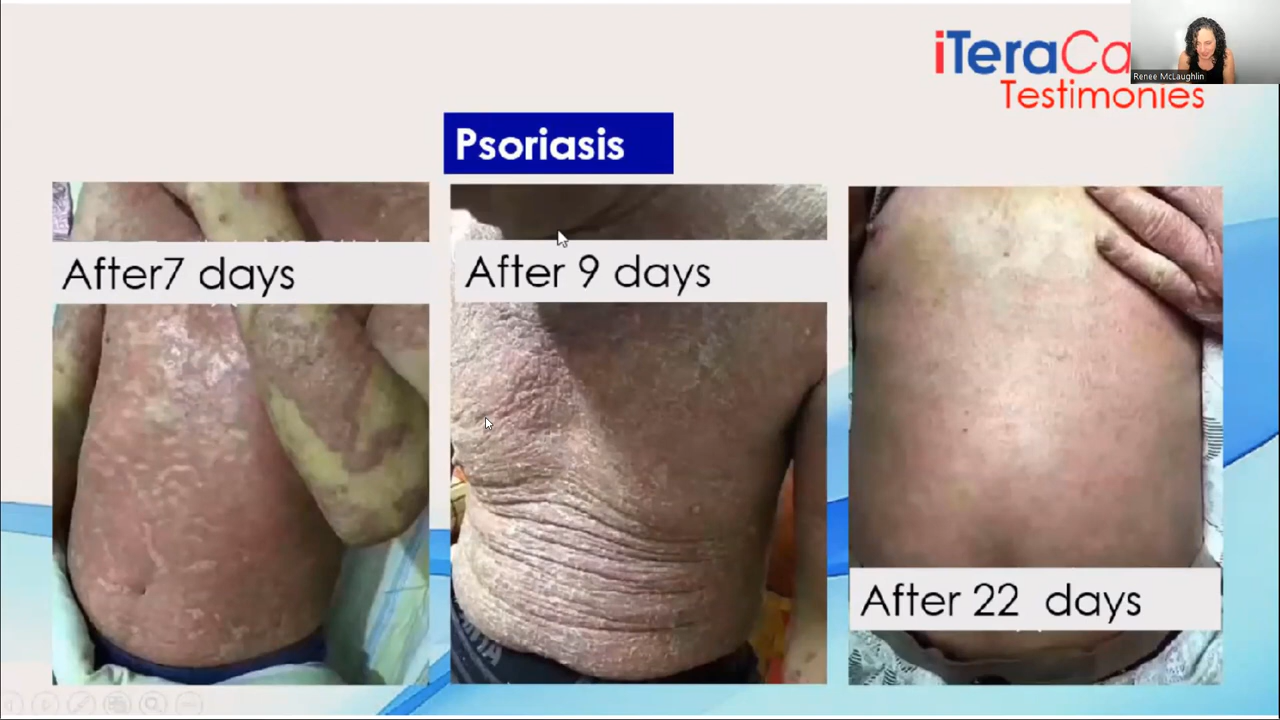 iTeraCa
Renee McLaughlin
Testimonies
Psoriasis
After7 days
After 9 days
After 22 days